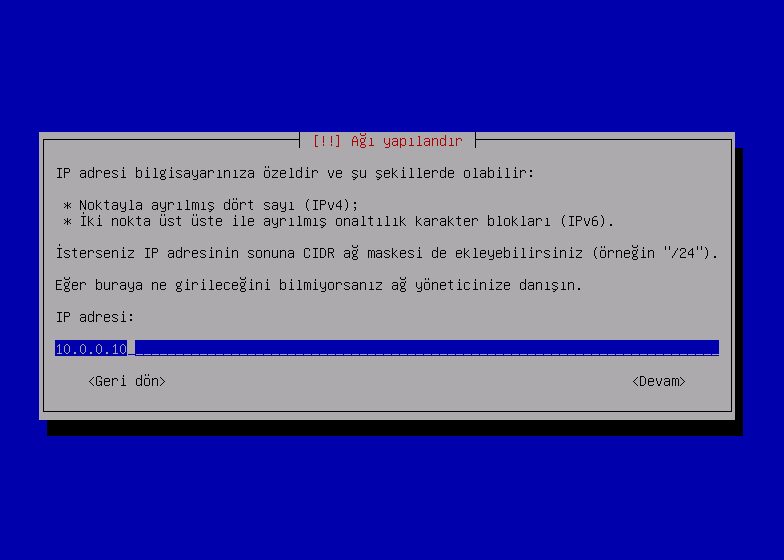 [!!] Ağı yapılandır
IP adresi bilgisayarınıza özeldir ve şu şekillerde olabilir:
* Noktayla ayrılmış dört sayı (IPv4);
* İki nokta üst üste ile ayrılmış onaltılık karakter blokları (IPv6).
İsterseniz IP adresinin sonuna CIDR ağ maskesi de ekleyebilirsiniz (örneğin "/24").
Eğer buraya ne girileceğini bilmiyorsanız ağ yöneticinize danışın.
IP adresi:
10.0.0.10
<Geri dön> <Devam>